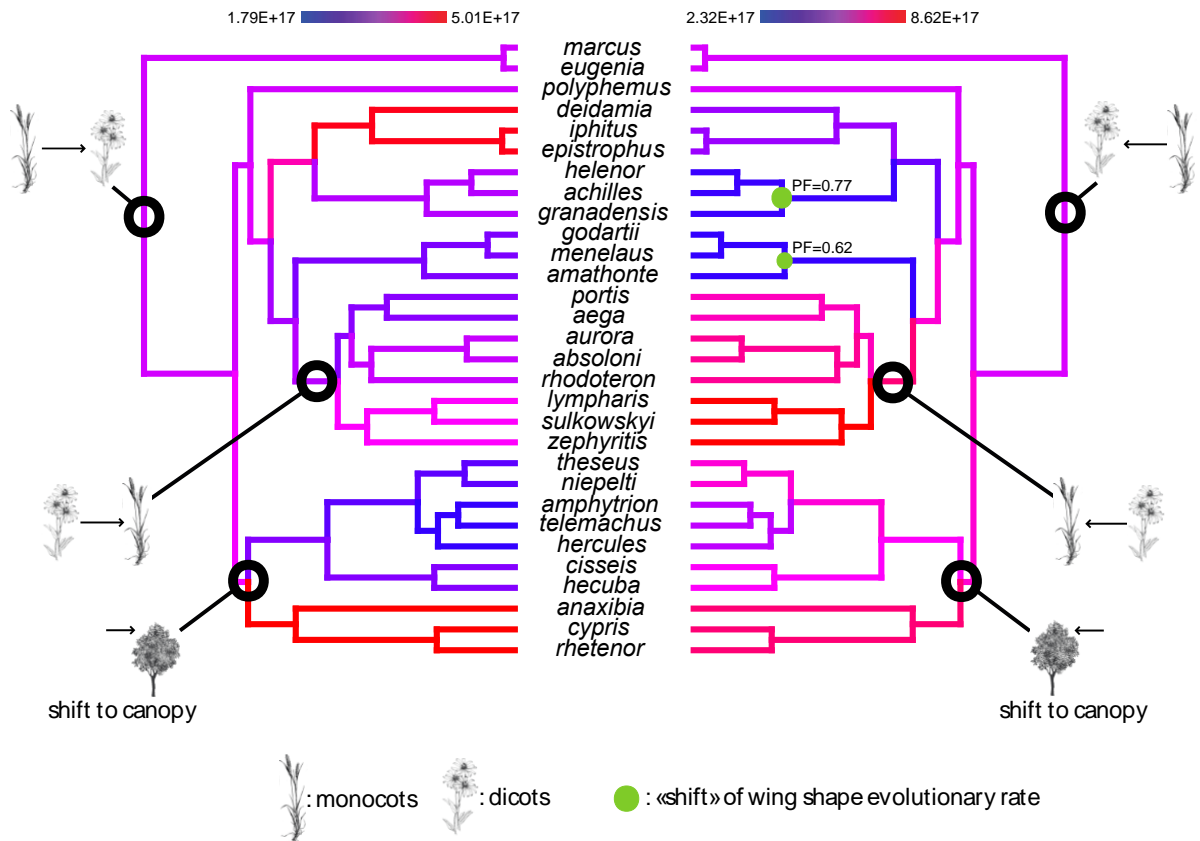 1.79E+17 5.01E+17 2.32E+17 8.62E+17
marcus
eugenia
polyphemus
deidamia
iphitus
epistrophus
helenor
achilles
PF=0.77
granadensis
godartii
menelaus
PF=0.62
amathonte
portis
aega
aurora
absoloni
rhodoteron
lympharis
sulkowskyi
zephyritis
theseus
niepelti
amphytrion
telemachus
hercules
cisseis
hecuba
anaxibia
cypris
rhetenor
shift to canopy
shift to canopy
: monocots
: dicots
: «shift» of wing shape evolutionary rate